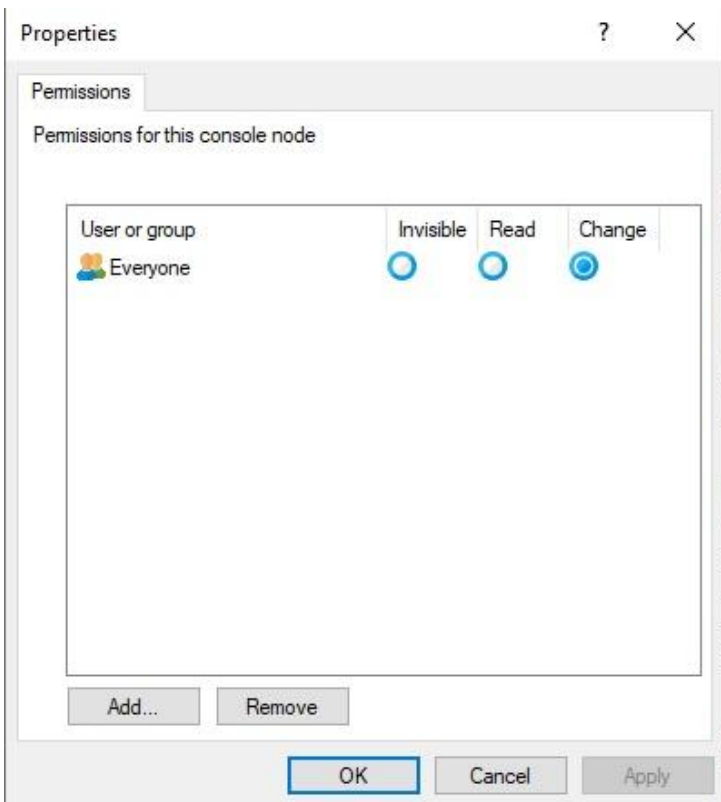 Properties ?
Permissions
Permissions for this console node
User or group Invisible Read Change
Everyone
Add... Remove
OK Cancel Apply